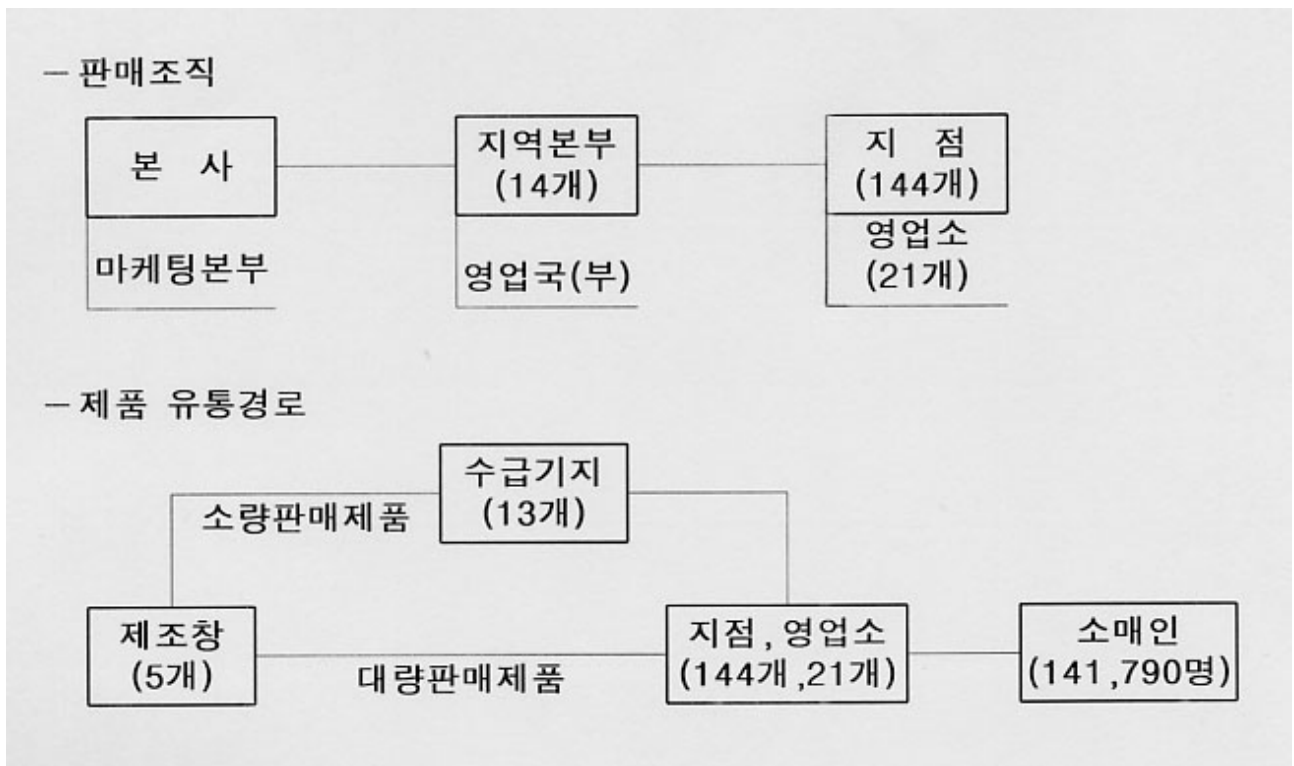 – 판매조직
본 사
마케팅본부
지역본부
(14개)
영업국(부)
지 점
(144개)
영업소
(21개)
– 제품 유통경로
수급기지
(13개)
소량판매제품
제조창
(5개)
대량판매제품
지점,영업소
(144개,21개)
소매인
(141,790명)